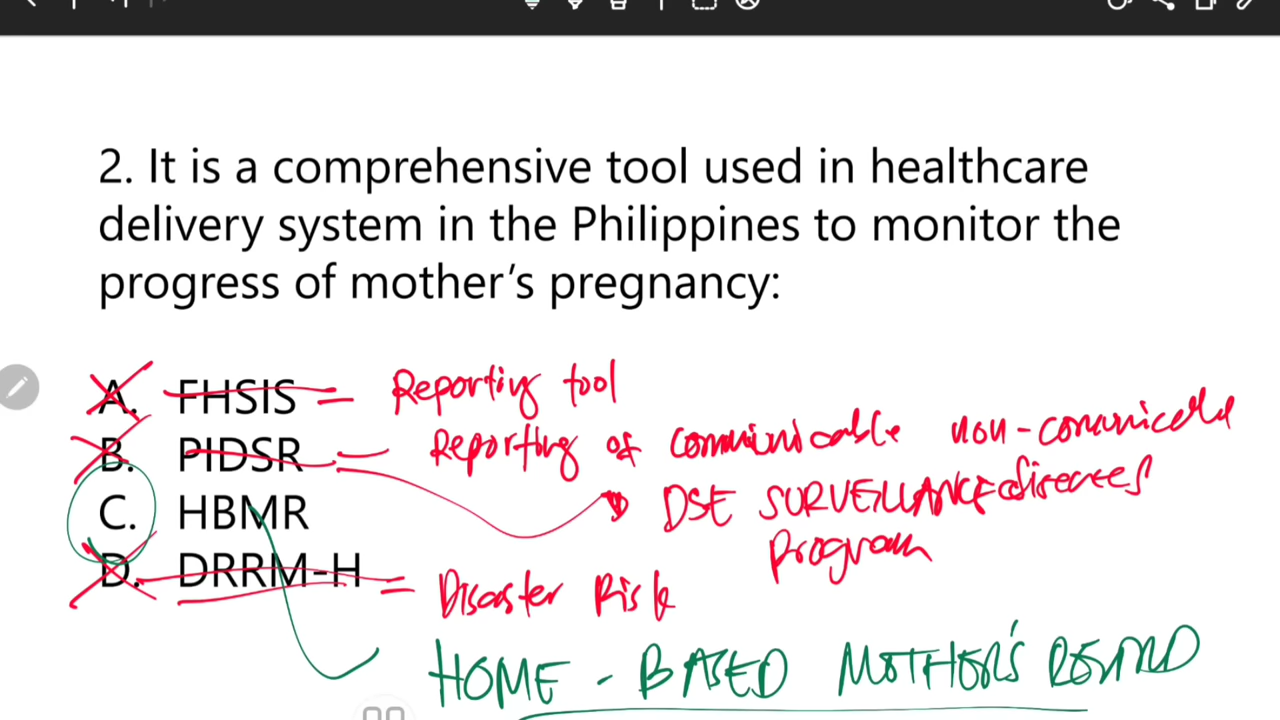 2. It is a comprehensive tool used in healthcare
delivery system in the Philippines to monitor the
progress of mother's pregnancy:
A. FHSIS = Reporting tool
B. PIDSR = Reporting of communicable non-comunicable
diseases
DSE SURVEILLANCE
program
C. HBMR
D. DRRM-H = Disaster Risk
HOME - BASED MOTHER'S RECORD